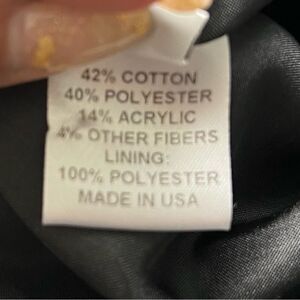 42% COTTON
40% POLYESTER
14% ACRYLIC
4% OTHER FIBERS
LINING:
100% POLYESTER
MADE IN USA